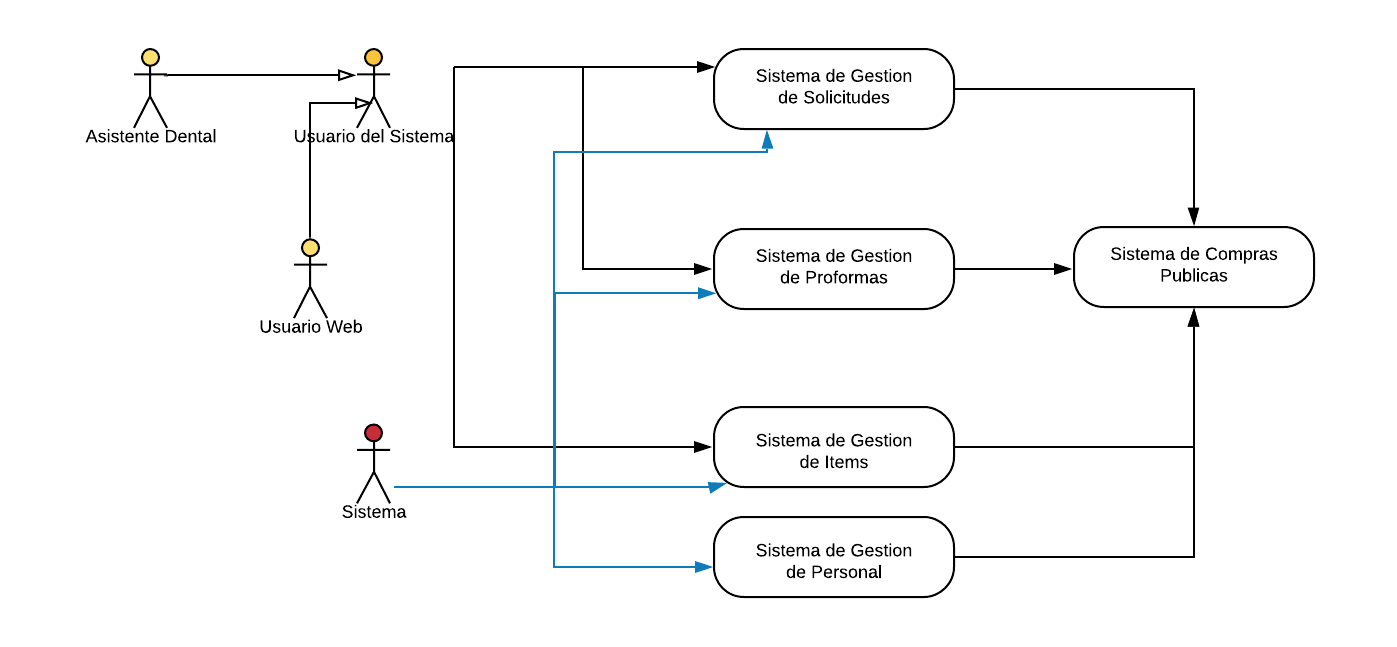 Asistente Dental
Usuario del Sistema
Usuario Web
Sistema
Sistema de Gestion
de Solicitudes
Sistema de Gestion
de Proformas
Sistema de Compras
Publicas
Sistema de Gestion
de Items
Sistema de Gestion
de Personal